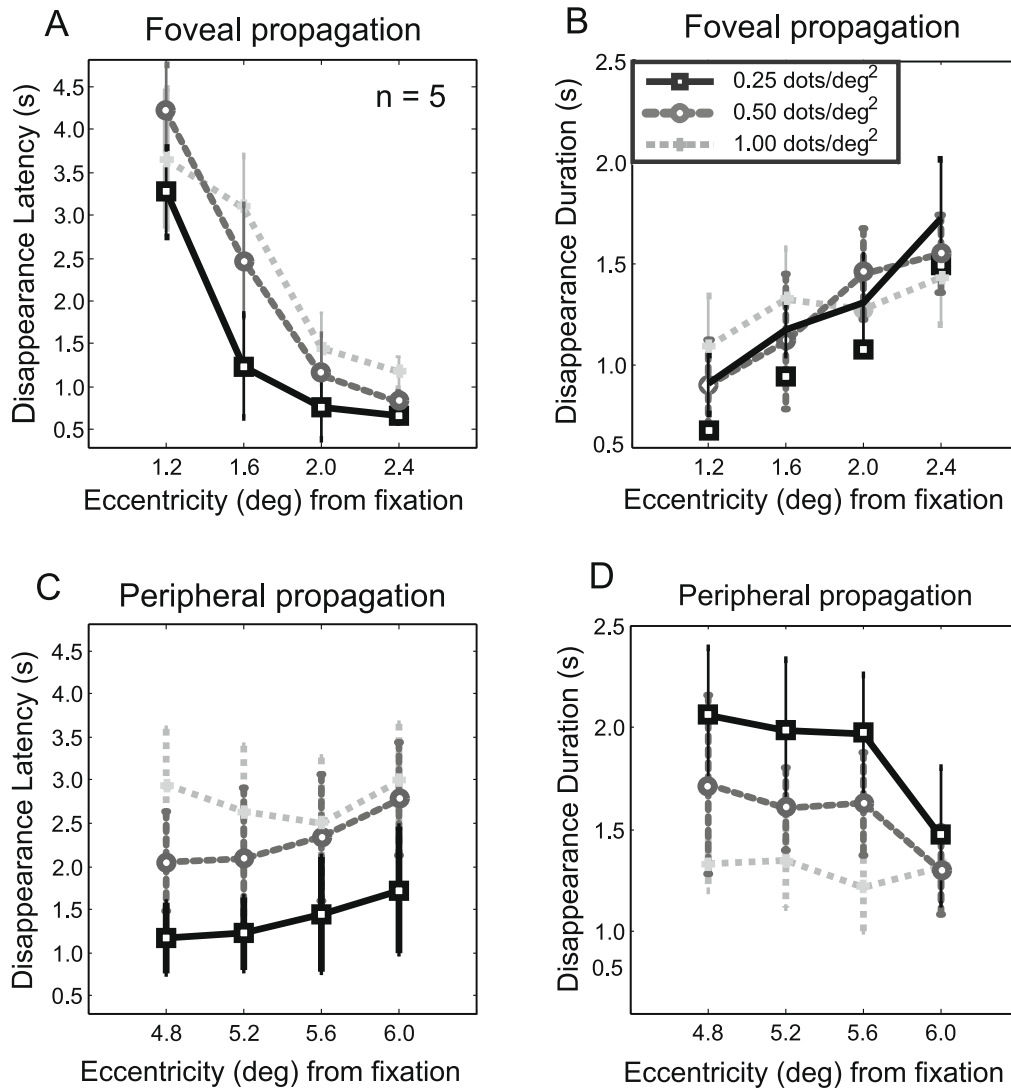 A
Foveal propagation
n = 5
Disappearance Latency (s)
4.5
4.0
3.5
3.0
2.5
2.0
1.5
1.0
0.5
1.2 1.6 2.0 2.4
Eccentricity (deg) from fixation
B
Foveal propagation
0.25 dots/deg²
0.50 dots/deg²
1.00 dots/deg²
Disappearance Duration (s)
2.5
2.0
1.5
1.0
0.5
1.2 1.6 2.0 2.4
Eccentricity (deg) from fixation
C
Peripheral propagation
Disappearance Latency (s)
4.5
4.0
3.5
3.0
2.5
2.0
1.5
1.0
0.5
4.8 5.2 5.6 6.0
Eccentricity (deg) from fixation
D
Peripheral propagation
Disappearance Duration (s)
2.5
2.0
1.5
1.0
0.5
4.8 5.2 5.6 6.0
Eccentricity (deg) from fixation